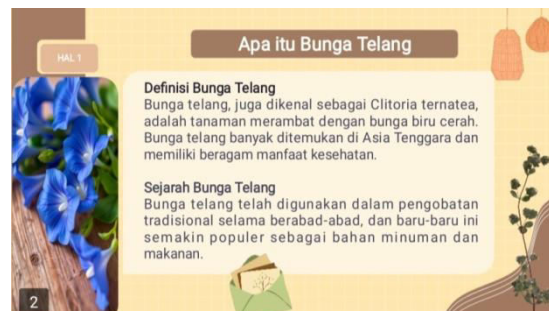 HAL 1
Apa itu Bunga Telang
Definisi Bunga Telang
Bunga telang, juga dikenal sebagai Clitoria ternatea,
adalah tanaman merambat dengan bunga biru cerah.
Bunga telang banyak ditemukan di Asia Tenggara dan
memiliki beragam manfaat kesehatan.
Sejarah Bunga Telang
Bunga telang telah digunakan dalam pengobatan
tradisional selama berabad-abad, dan baru-baru ini
semakin populer sebagai bahan minuman dan
makanan.
2